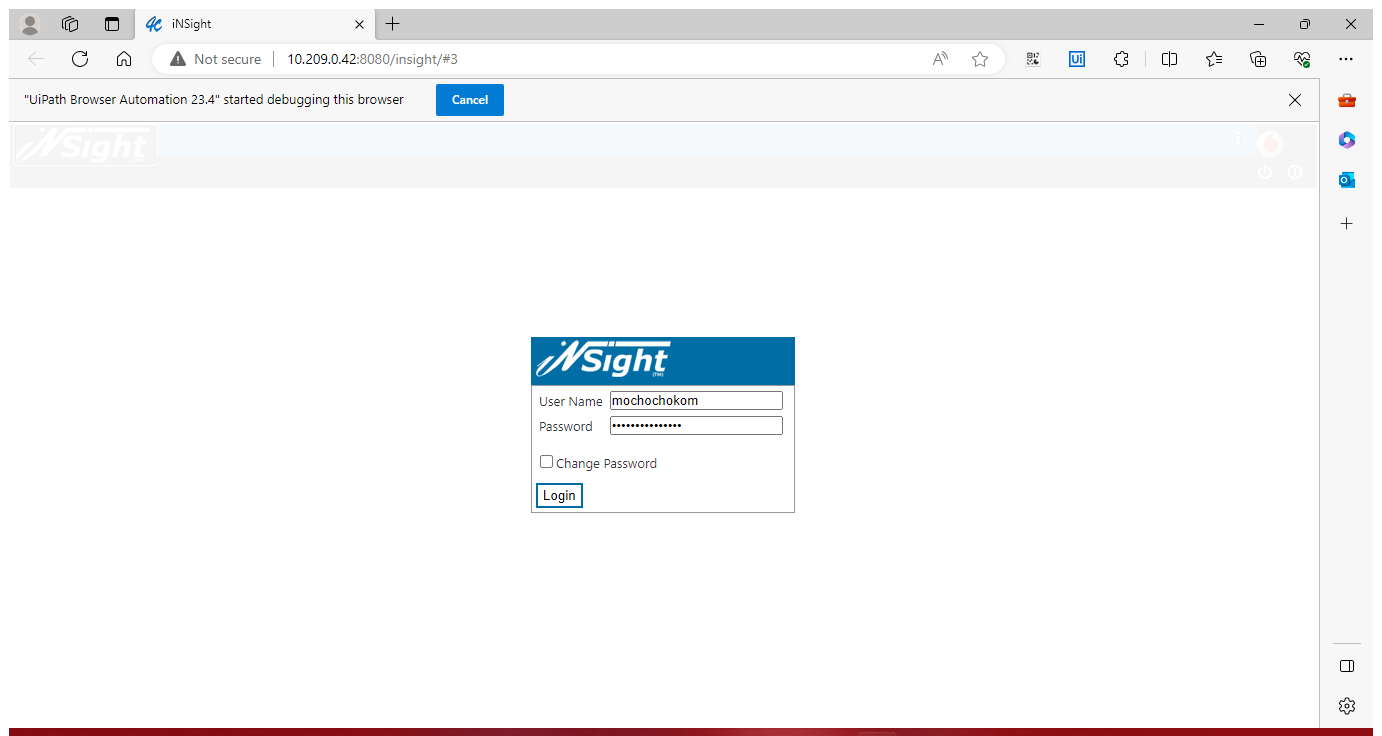 iNSight
Not secure 10.209.0.42:8080/insight/#3
"UiPath Browser Automation 23.4" started debugging this browser Cancel
iNSight
iNSight (TM)
User Name mochochokom
Password •••••••••••••••
Change Password
Login